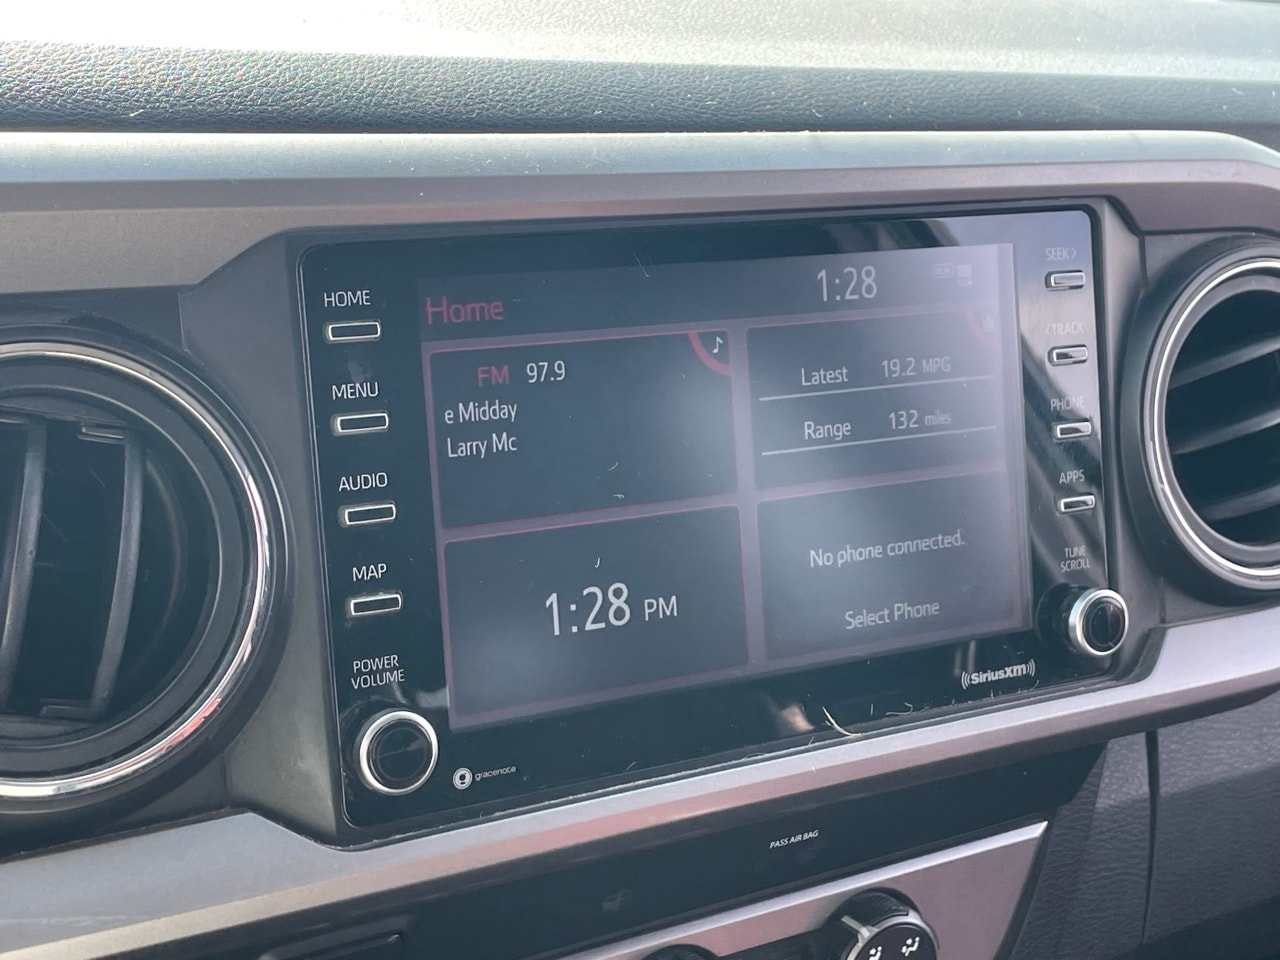 HOME
MENU
AUDIO
MAP
POWER
VOLUME
Home
1:28
FM 97.9
e Midday
Larry Mc
Latest 19.2 MPG
Range 132 miles
1:28 PM
No phone connected.
Select Phone
SEEK >
< TRACK
PHONE
APPS
TUNE
SCROLL
SiriusXM
gracenote
PASS AIR BAG